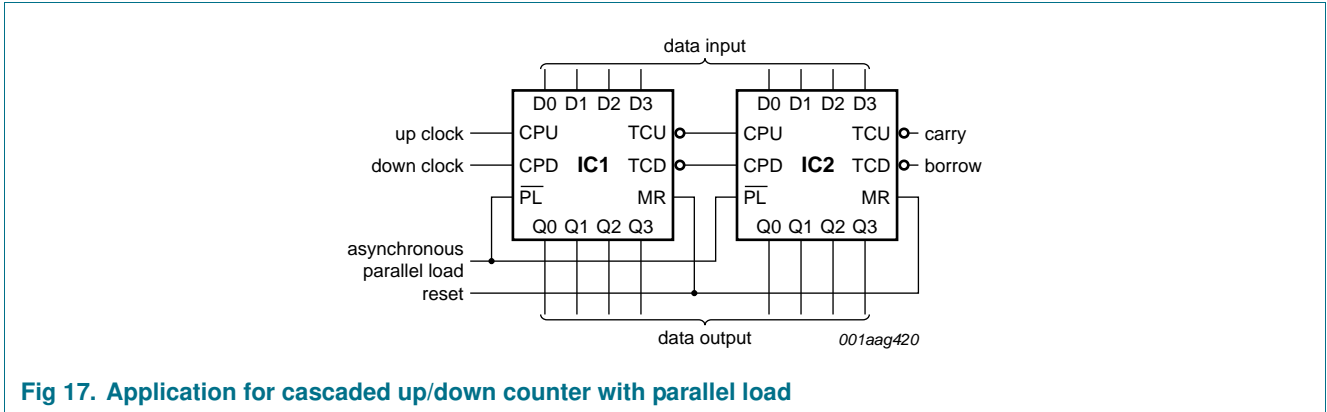 data input
D0 D1 D2 D3
D0 D1 D2 D3
up clock CPU TCU CPU TCU carry
down clock CPD IC1 TCD CPD IC2 TCD borrow
PL MR PL MR
Q0 Q1 Q2 Q3
Q0 Q1 Q2 Q3
asynchronous
parallel load
reset
data output
001aag420
Fig 17. Application for cascaded up/down counter with parallel load